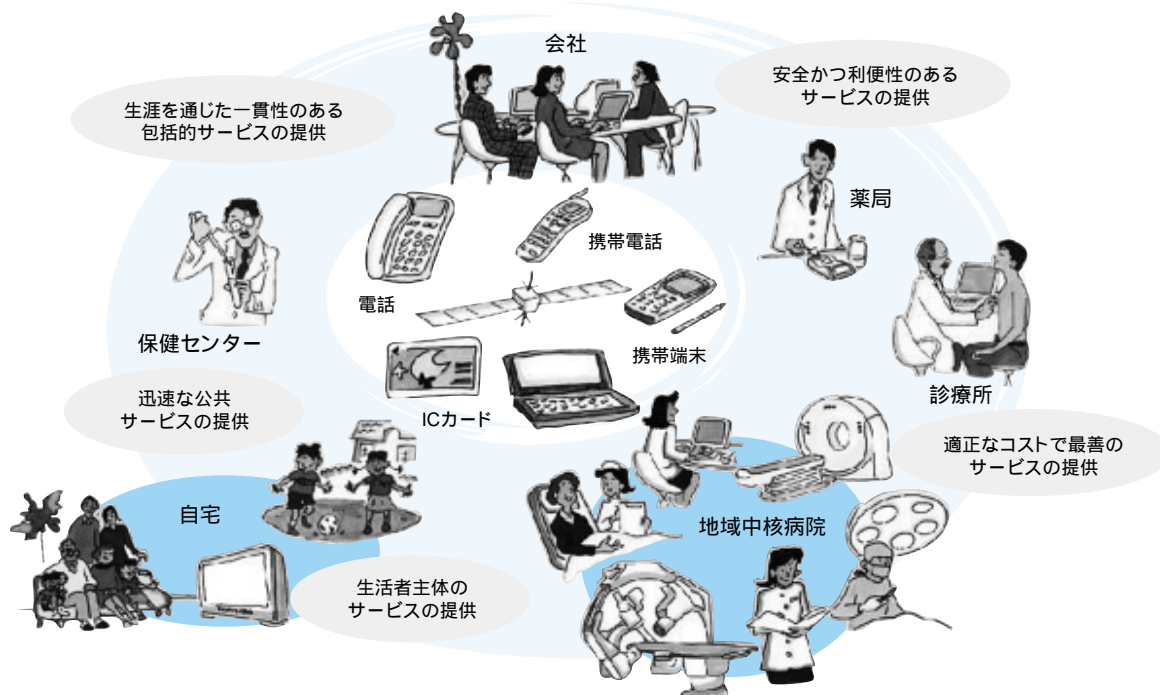 会社
安全かつ利便性のある
サービスの提供
生涯を通じた一貫性のある
包括的サービスの提供
薬局
携帯電話
電話
保健センター
携帯端末
診療所
迅速な公共
サービスの提供
ICカード
適正なコストで最善の
サービスの提供
自宅
地域中核病院
生活者主体の
サービスの提供